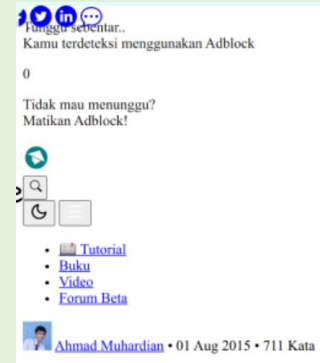 Tunggu sebentar..
Kamu terdeteksi menggunakan Adblock
0
Tidak mau menunggu?
Matikan Adblock!
Tutorial
Buku
Video
Forum Beta
Ahmad Muhardian • 01 Aug 2015 • 711 Kata